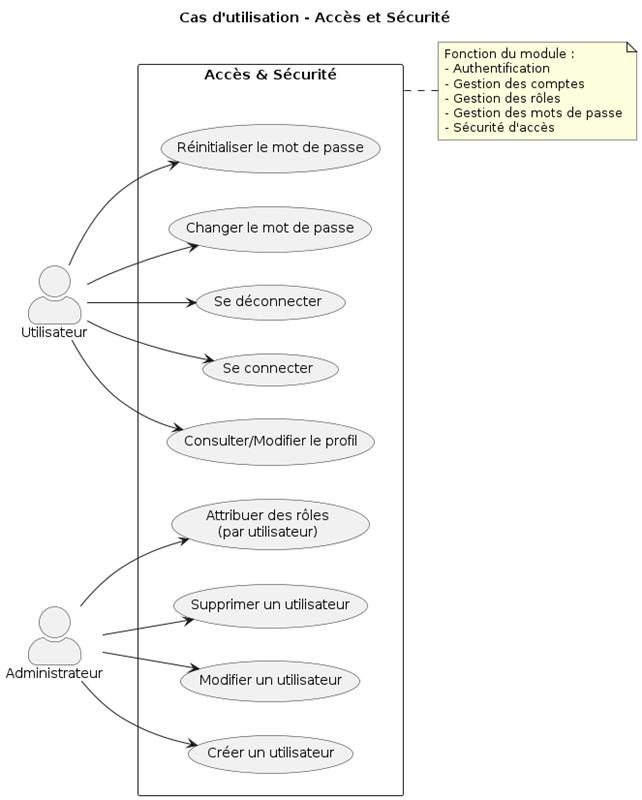 Cas d'utilisation - Accès et Sécurité
Fonction du module :
- Authentification
- Gestion des comptes
- Gestion des rôles
- Gestion des mots de passe
- Sécurité d'accès
Accès & Sécurité
Réinitialiser le mot de passe
Changer le mot de passe
Se déconnecter
Utilisateur
Se connecter
Consulter/Modifier le profil
Attribuer des rôles
(par utilisateur)
Supprimer un utilisateur
Administrateur
Modifier un utilisateur
Créer un utilisateur